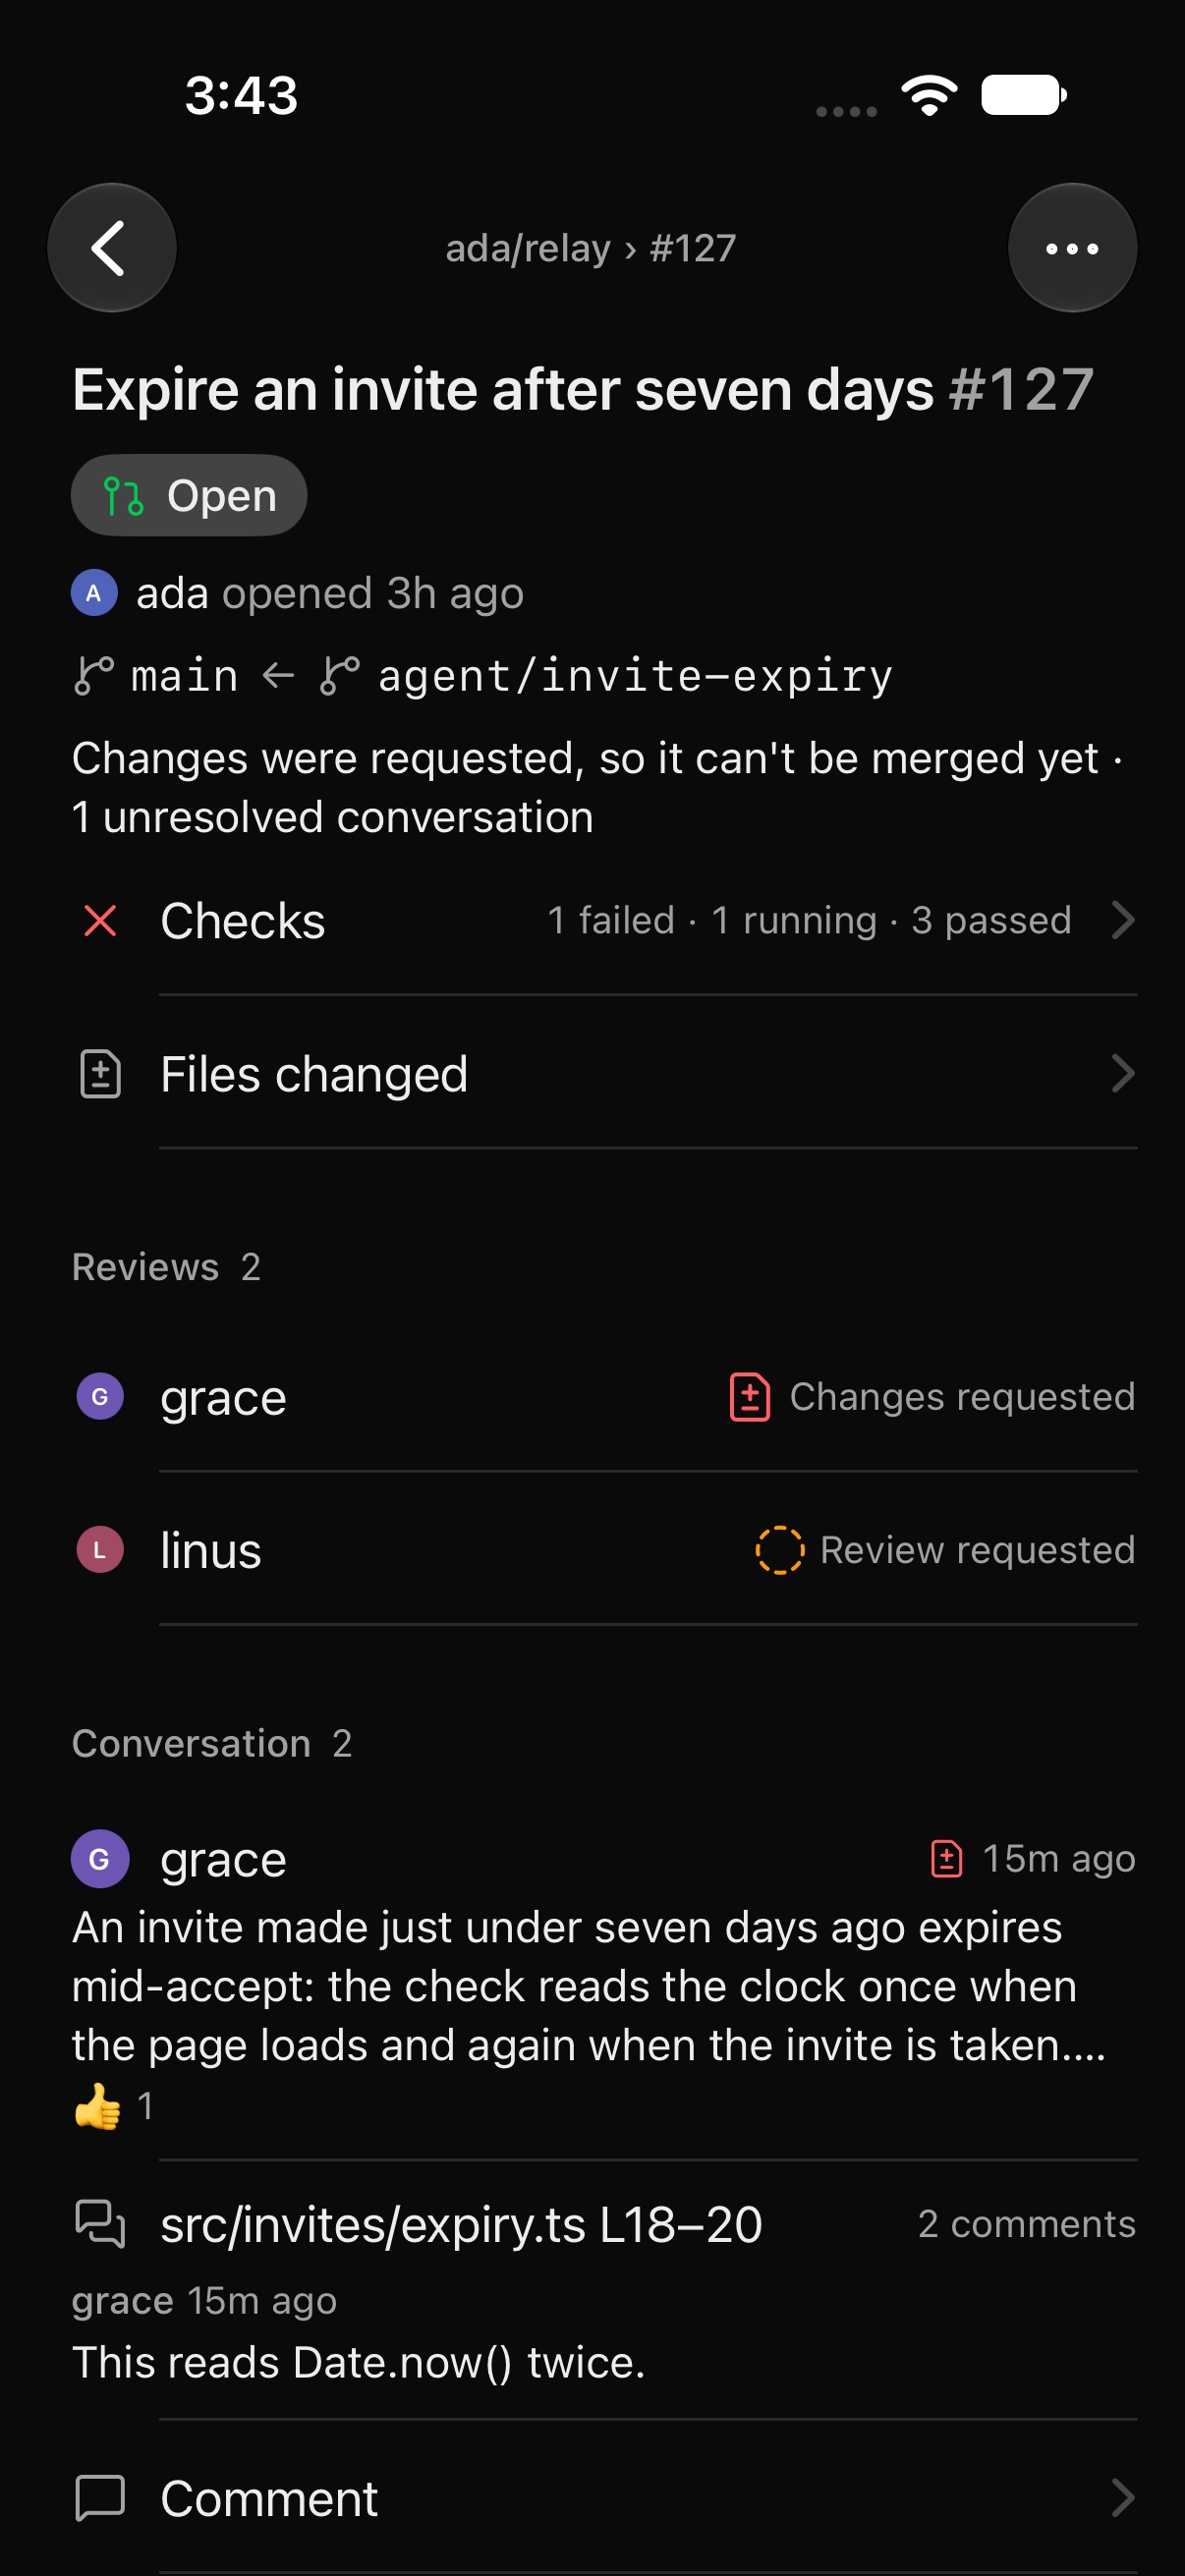 3:43
ada/relay › #127
Expire an invite after seven days #127
Open
A ada opened 3h ago
main ← agent/invite-expiry
Changes were requested, so it can't be merged yet ·
1 unresolved conversation
Checks 1 failed · 1 running · 3 passed
Files changed
Reviews 2
G grace Changes requested
L linus Review requested
Conversation 2
G grace 15m ago
An invite made just under seven days ago expires
mid-accept: the check reads the clock once when
the page loads and again when the invite is taken....
👍 1
src/invites/expiry.ts L18–20 2 comments
grace 15m ago
This reads Date.now() twice.
Comment